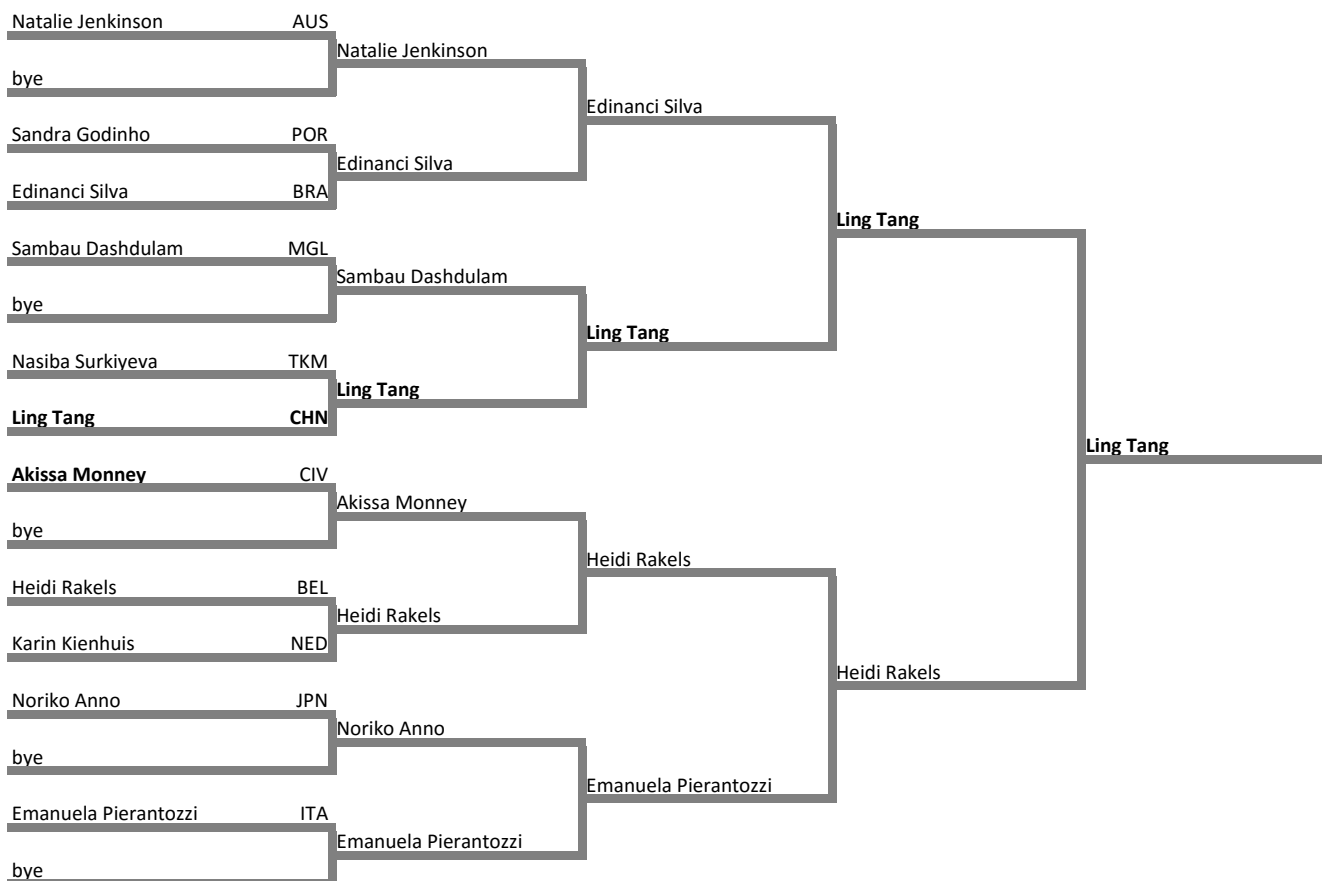 Natalie Jenkinson AUS
Natalie Jenkinson
bye
Edinanci Silva
Sandra Godinho POR
Edinanci Silva
Edinanci Silva BRA
Ling Tang
Sambau Dashdulam MGL
Sambau Dashdulam
bye
Ling Tang
Nasiba Surkiyeva TKM
Ling Tang
Ling Tang CHN
Ling Tang
Akissa Monney CIV
Akissa Monney
bye
Heidi Rakels
Heidi Rakels BEL
Heidi Rakels
Karin Kienhuis NED
Heidi Rakels
Noriko Anno JPN
Noriko Anno
bye
Emanuela Pierantozzi
Emanuela Pierantozzi ITA
Emanuela Pierantozzi
bye